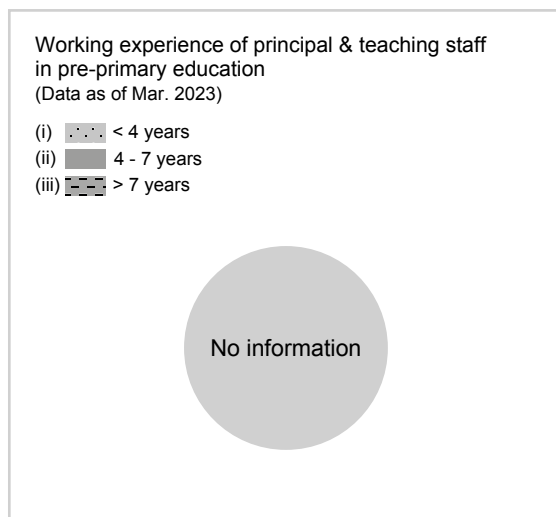 Working experience of principal & teaching staff
in pre-primary education
(Data as of Mar. 2023)
(i) < 4 years
(ii) 4 - 7 years
(iii) > 7 years
No information